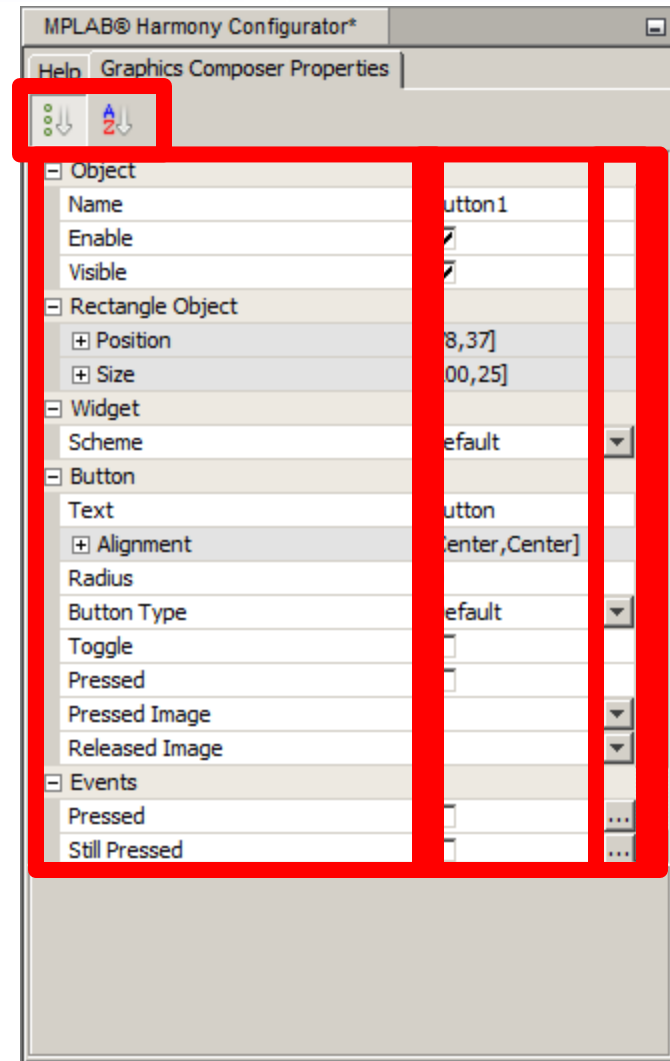 MPLAB® Harmony Configurator*
Help Graphics Composer Properties
AZ
Object
Name utton1
Enable
Visible
Rectangle Object
Position 8,37]
Size 00,25]
Widget
Scheme efault
Button
Text utton
Alignment Center,Center]
Radius
Button Type efault
Toggle
Pressed
Pressed Image
Released Image
Events
Pressed ...
Still Pressed ...